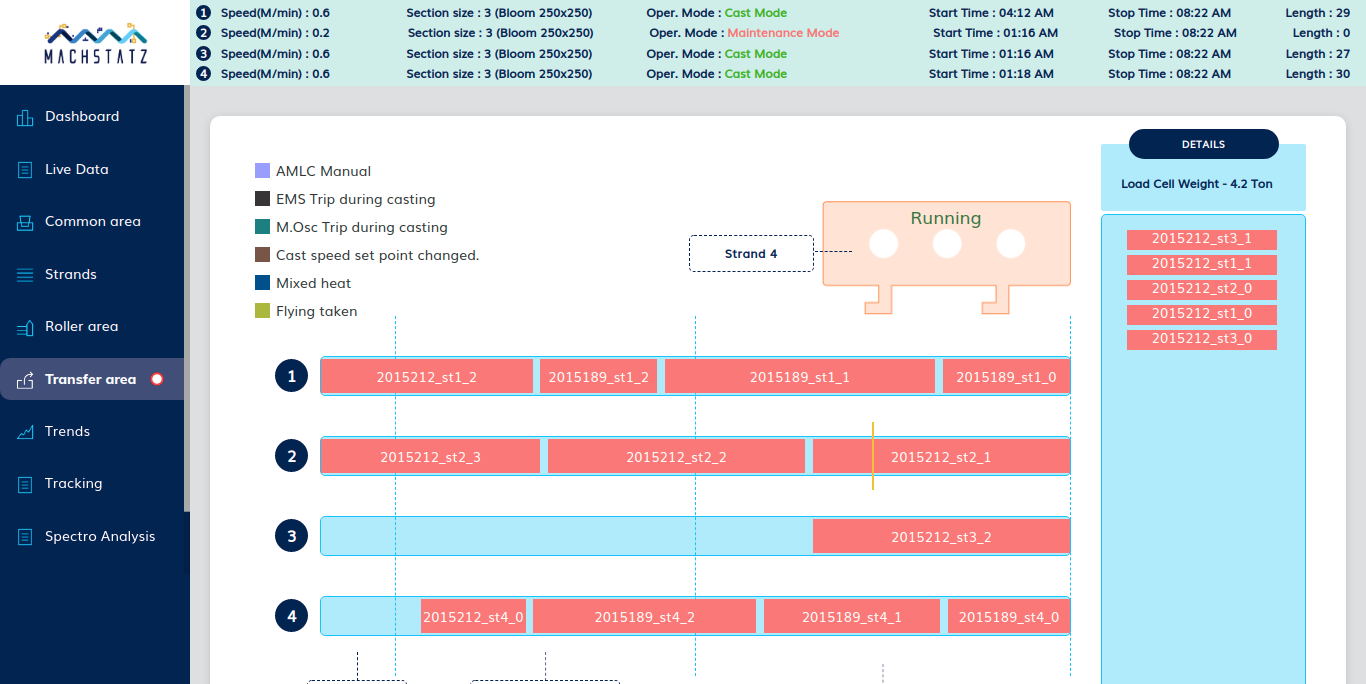 MACHSTATZ
1 Speed(M/min) : 0.6 Section size : 3 (Bloom 250x250) Oper. Mode : Cast Mode Start Time : 04:12 AM Stop Time : 08:22 AM Length : 29
2 Speed(M/min) : 0.2 Section size : 3 (Bloom 250x250) Oper. Mode : Maintenance Mode Start Time : 01:16 AM Stop Time : 08:22 AM Length : 0
3 Speed(M/min) : 0.6 Section size : 3 (Bloom 250x250) Oper. Mode : Cast Mode Start Time : 01:16 AM Stop Time : 08:22 AM Length : 27
4 Speed(M/min) : 0.6 Section size : 3 (Bloom 250x250) Oper. Mode : Cast Mode Start Time : 01:18 AM Stop Time : 08:22 AM Length : 30
Dashboard
Live Data
Common area
Strands
Roller area
Transfer area
Trends
Tracking
Spectro Analysis
AMLC Manual
EMS Trip during casting
M.Osc Trip during casting
Cast speed set point changed.
Mixed heat
Flying taken
Strand 4
Running
1 2015212_st1_2 2015189_st1_2 2015189_st1_1 2015189_st1_0
2 2015212_st2_3 2015212_st2_2 2015212_st2_1
3 2015212_st3_2
4 2015212_st4_0 2015189_st4_2 2015189_st4_1 2015189_st4_0
DETAILS
Load Cell Weight - 4.2 Ton
2015212_st3_1
2015212_st1_1
2015212_st2_0
2015212_st1_0
2015212_st3_0